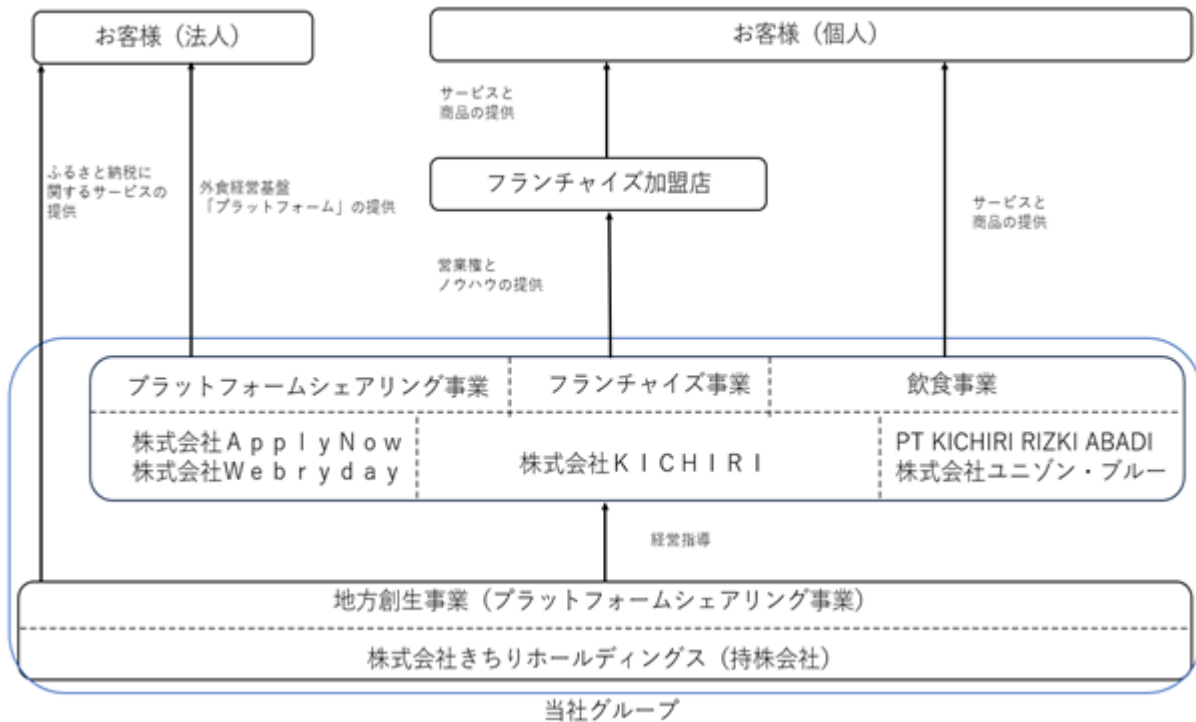 お客様（法人）
お客様（個人）
サービスと
商品の提供
ふるさと納税に
関するサービスの
提供
外食経営基盤
「プラットフォーム」の提供
フランチャイズ加盟店
サービスと
商品の提供
営業権と
ノウハウの提供
プラットフォームシェアリング事業
フランチャイズ事業
飲食事業
株式会社ＡｐｐｌｙＮｏｗ
株式会社Ｗｅｂｒｙｄａｙ
株式会社ＫＩＣＨＩＲＩ
PT KICHIRI RIZKI ABADI
株式会社ユニゾン・ブルー
経営指導
地方創生事業（プラットフォームシェアリング事業）
株式会社きちりホールディングス（持株会社）
当社グループ